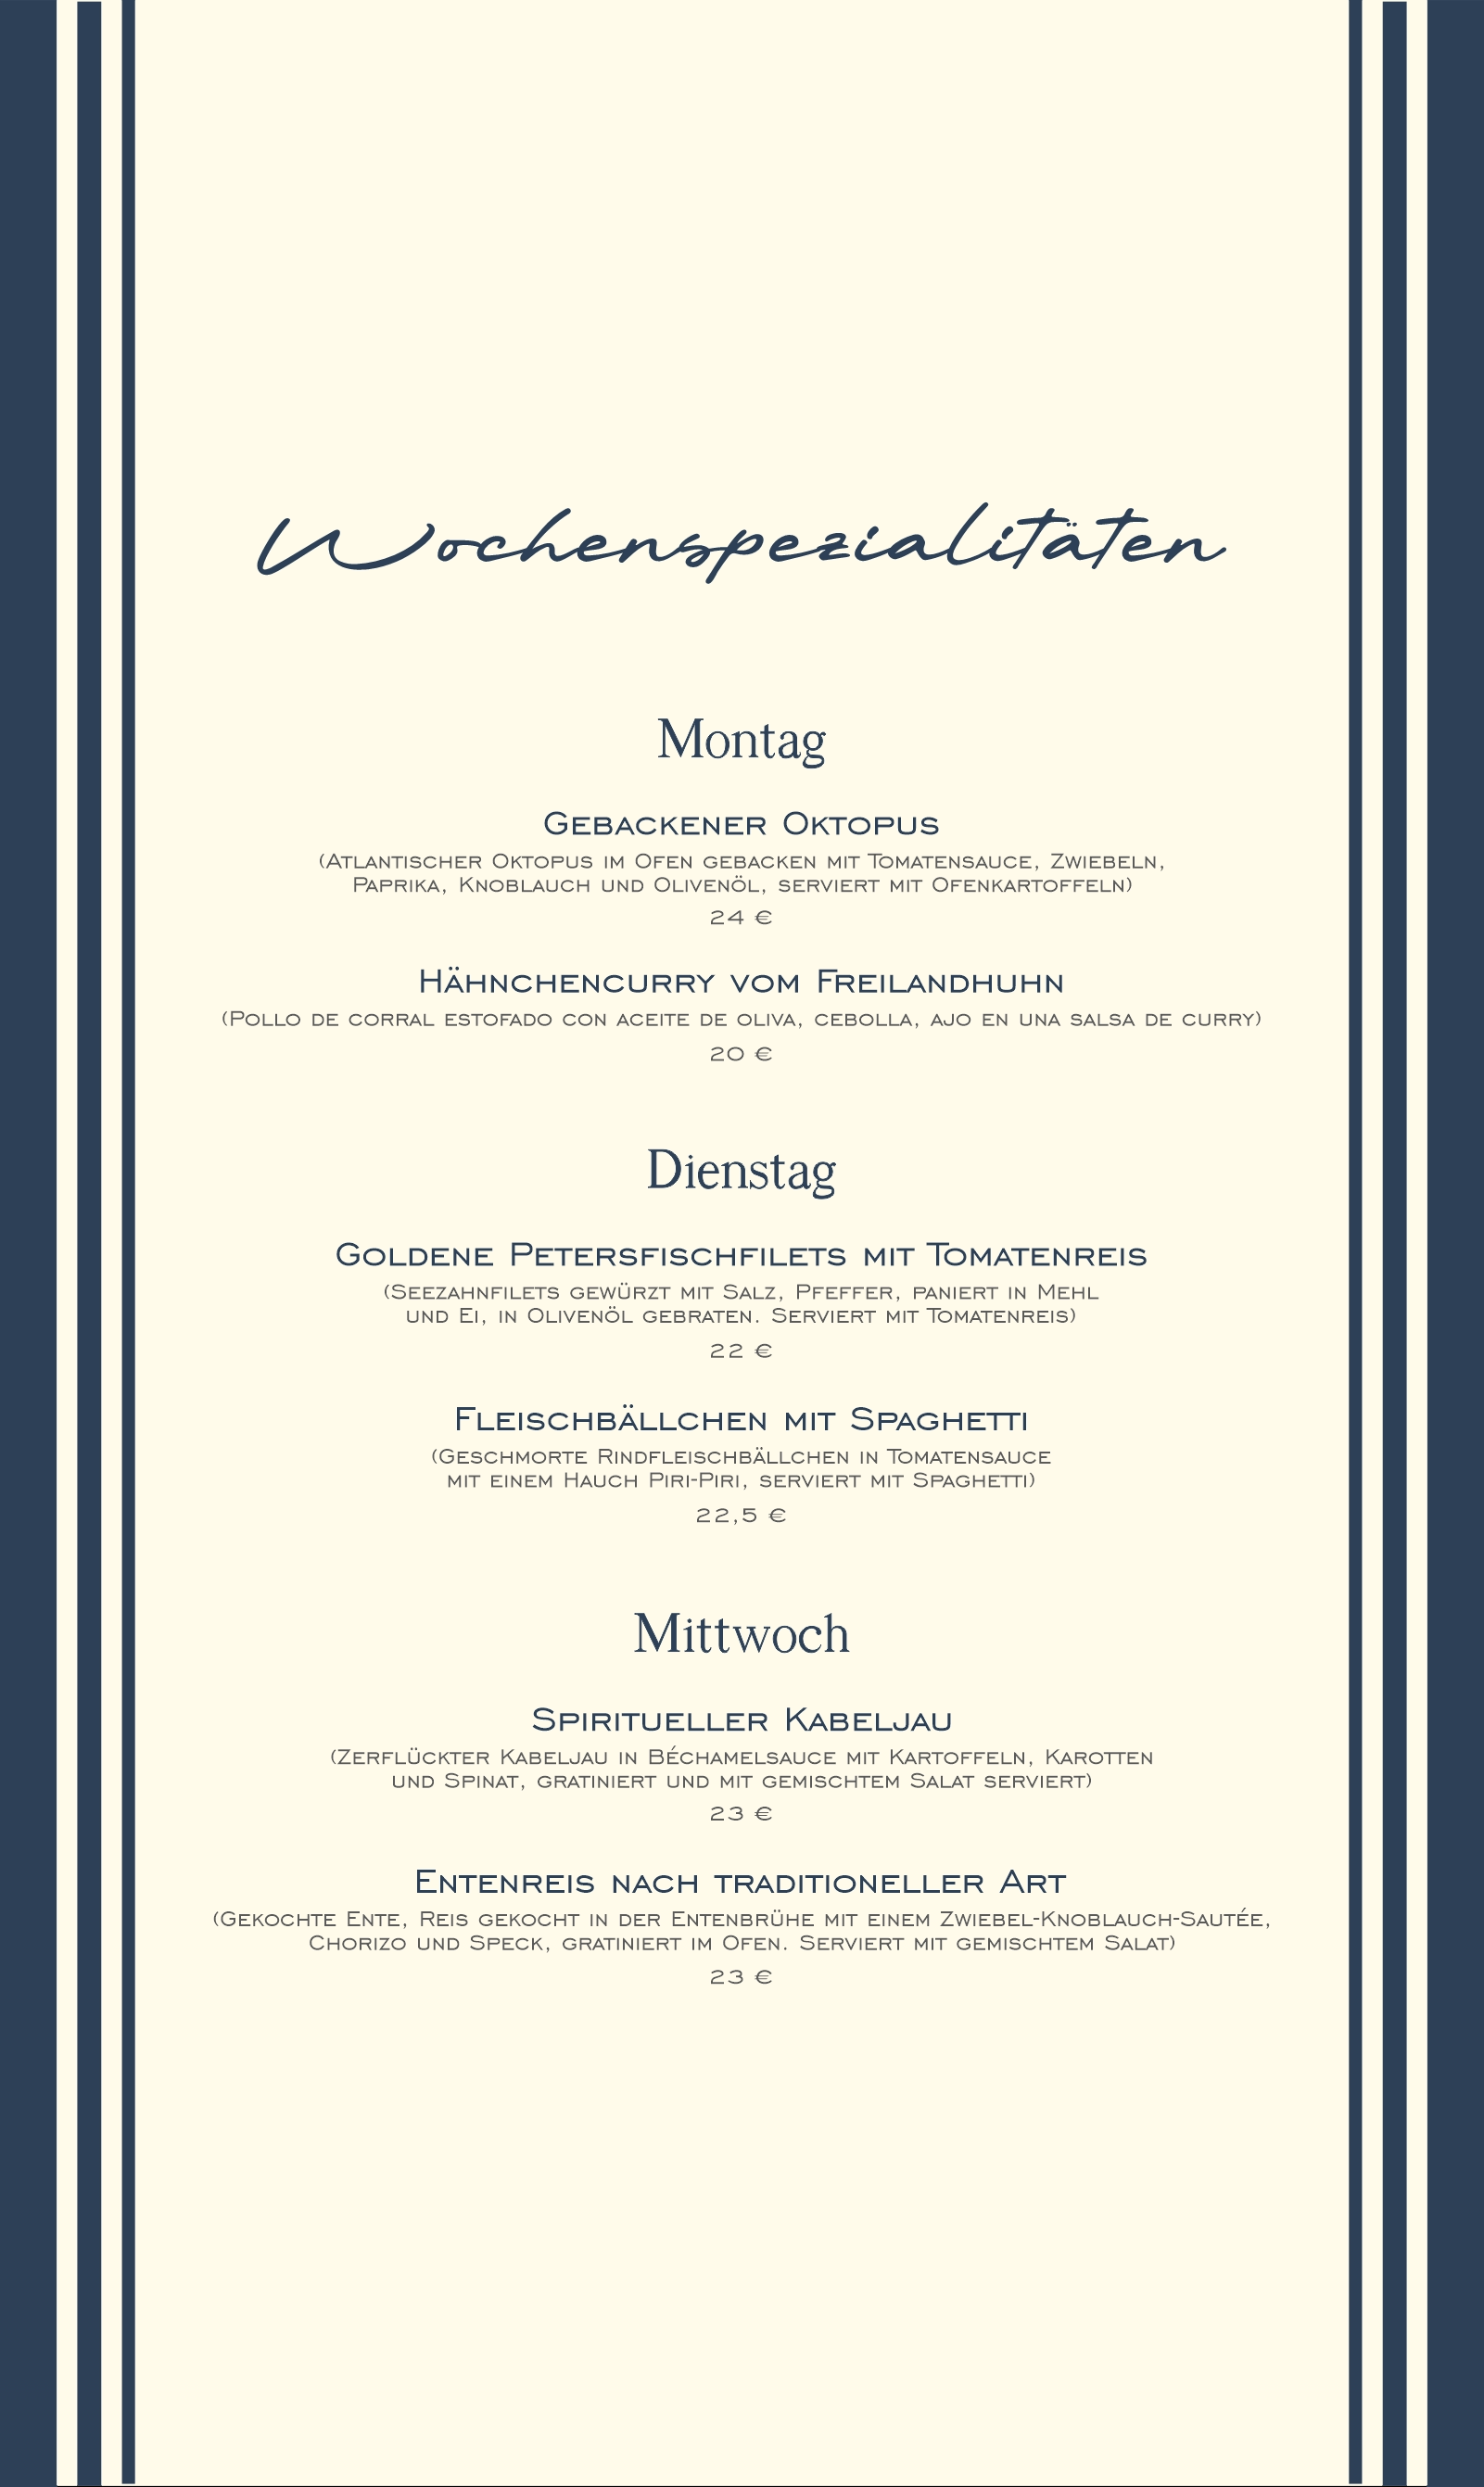 Wochenspezialitäten
Montag
Gebackener Oktopus
(Atlantischer Oktopus im Ofen gebacken mit Tomatensauce, Zwiebeln,
Paprika, Knoblauch und Olivenöl, serviert mit Ofenkartoffeln)
24 €
Hähnchencurry vom Freilandhuhn
(Pollo de corral estofado con aceite de oliva, cebolla, ajo en una salsa de curry)
20 €
Dienstag
Goldene Petersfischfilets mit Tomatenreis
(Seezahnfilets gewürzt mit Salz, Pfeffer, paniert in Mehl
und Ei, in Olivenöl gebraten. Serviert mit Tomatenreis)
22 €
Fleischbällchen mit Spaghetti
(Geschmorte Rindfleischbällchen in Tomatensauce
mit einem Hauch Piri-Piri, serviert mit Spaghetti)
22,5 €
Mittwoch
Spiritueller Kabeljau
(Zerflückter Kabeljau in Béchamelsauce mit Kartoffeln, Karotten
und Spinat, gratiniert und mit gemischtem Salat serviert)
23 €
Entenreis nach traditioneller Art
(Gekochte Ente, Reis gekocht in der Entenbrühe mit einem Zwiebel-Knoblauch-Sautée,
Chorizo und Speck, gratiniert im Ofen. Serviert mit gemischtem Salat)
23 €